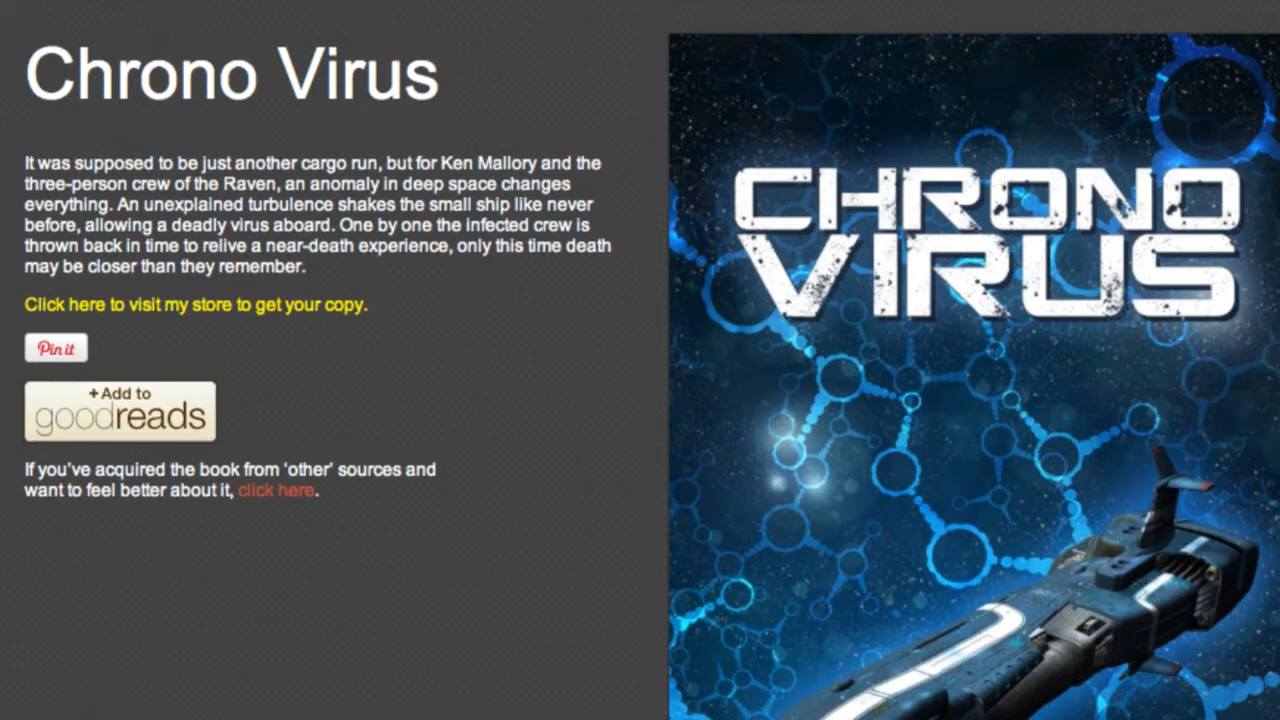 Chrono Virus
It was supposed to be just another cargo run, but for Ken Mallory and the
three-person crew of the Raven, an anomaly in deep space changes
everything. An unexplained turbulence shakes the small ship like never
before, allowing a deadly virus aboard. One by one the infected crew is
thrown back in time to relive a near-death experience, only this time death
may be closer than they remember.
Click here to visit my store to get your copy.
Pin it
+ Add to
goodreads
If you've acquired the book from ‘other’ sources and
want to feel better about it, click here.
CHRONO
VIRUS